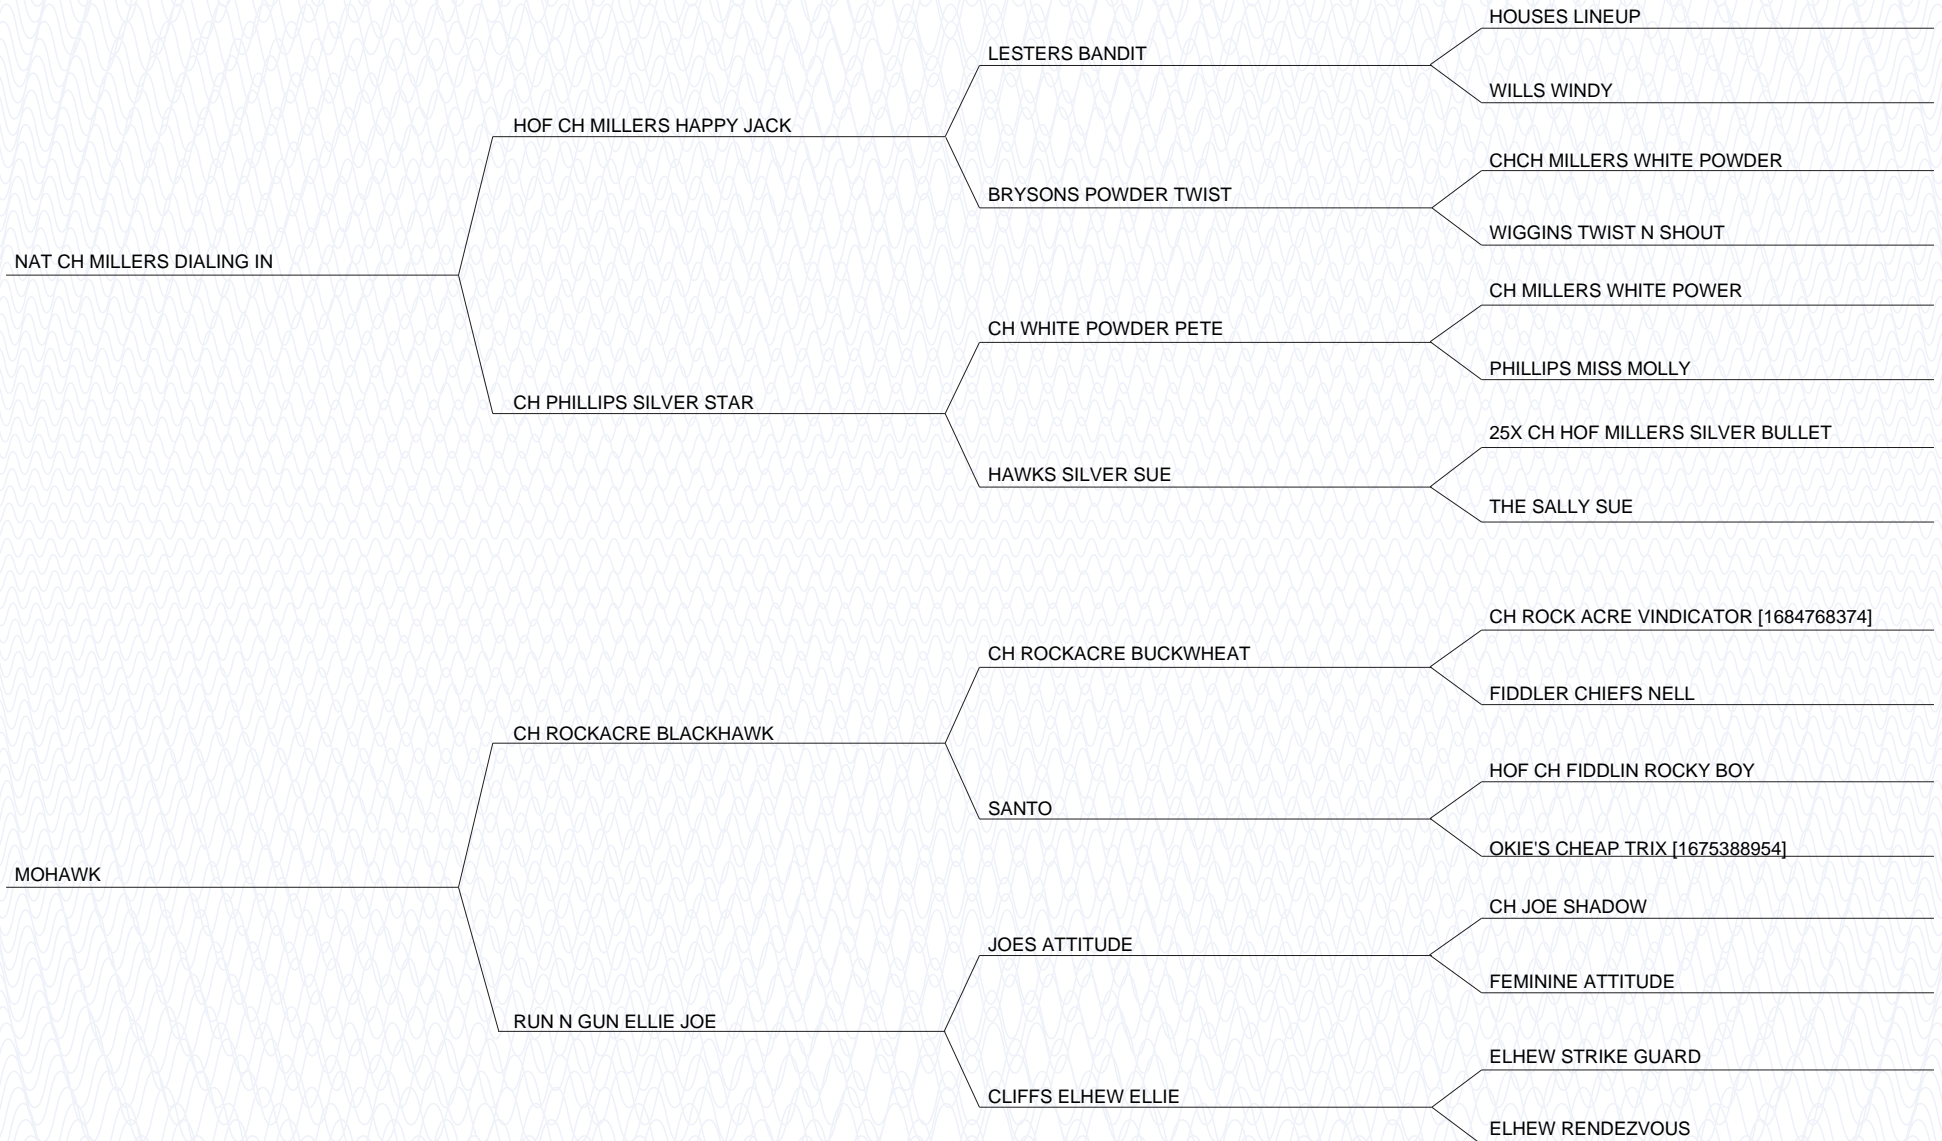 HOUSES LINEUP
LESTERS BANDIT
WILLS WINDY
HOF CH MILLERS HAPPY JACK
CHCH MILLERS WHITE POWDER
BRYSONS POWDER TWIST
WIGGINS TWIST N SHOUT
NAT CH MILLERS DIALING IN
CH MILLERS WHITE POWER
CH WHITE POWDER PETE
PHILLIPS MISS MOLLY
CH PHILLIPS SILVER STAR
25X CH HOF MILLERS SILVER BULLET
HAWKS SILVER SUE
THE SALLY SUE
CH ROCK ACRE VINDICATOR [1684768374]
CH ROCKACRE BUCKWHEAT
FIDDLER CHIEFS NELL
CH ROCKACRE BLACKHAWK
HOF CH FIDDLIN ROCKY BOY
SANTO
OKIE'S CHEAP TRIX [1675388954]
MOHAWK
CH JOE SHADOW
JOES ATTITUDE
FEMININE ATTITUDE
RUN N GUN ELLIE JOE
ELHEW STRIKE GUARD
CLIFFS ELHEW ELLIE
ELHEW RENDEZVOUS